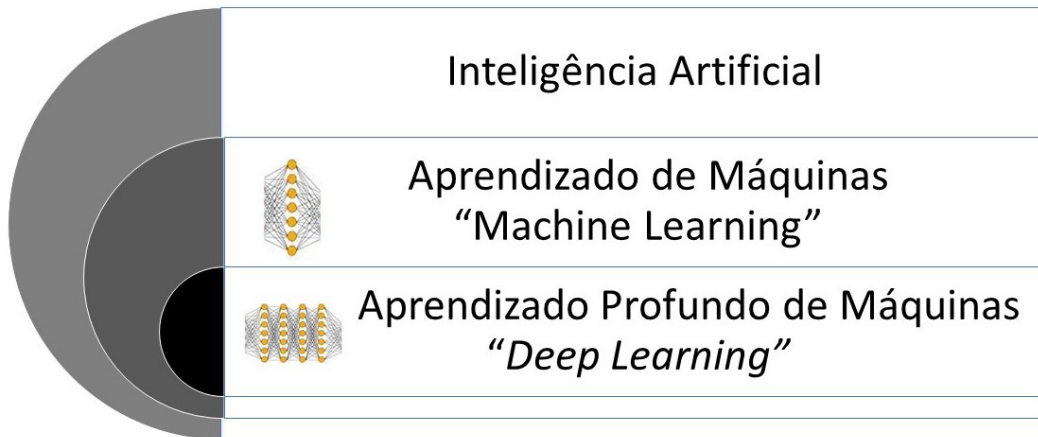 Inteligência Artificial
Aprendizado de Máquinas
“Machine Learning”
Aprendizado Profundo de Máquinas
“Deep Learning”